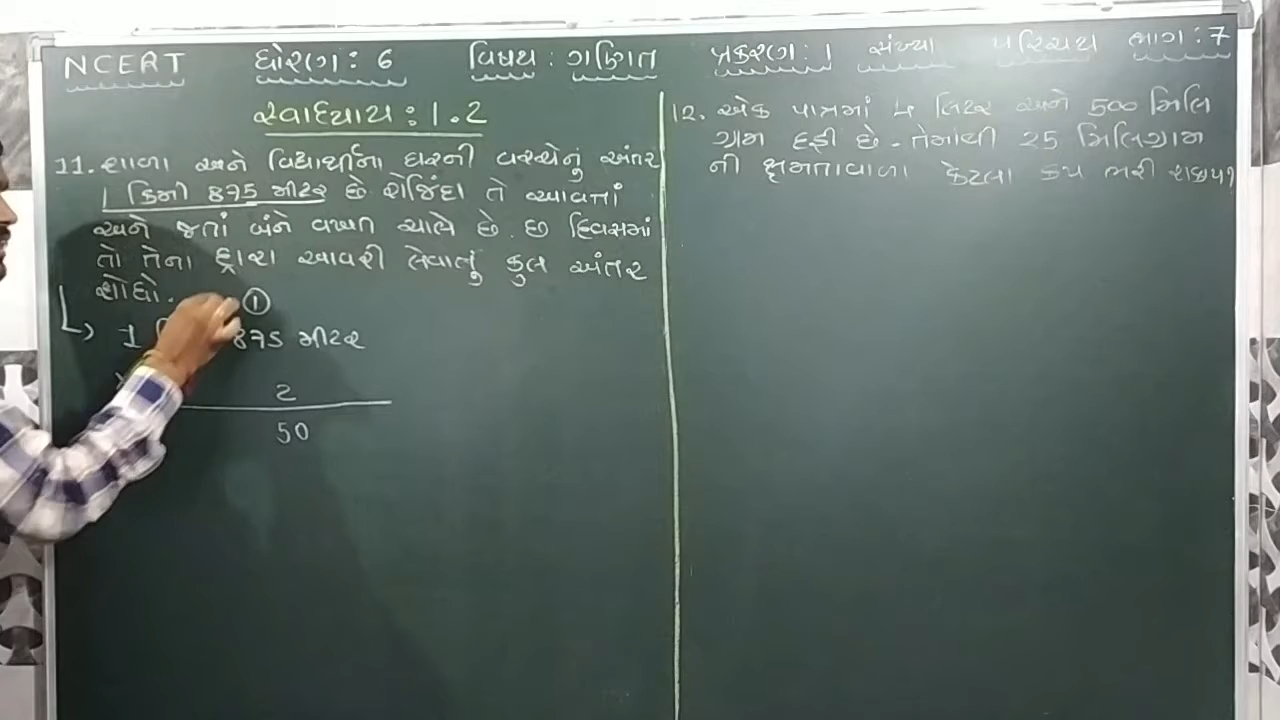 NCERT ધોરણ : 6 વિષય : ગણિત પ્રકરણ : 1 સંખ્યા પરિચય ભાગ : 7
સ્વાધ્યાય : 1.2
11. શાળા અને વિદ્યાર્થીના ઘરની વચ્ચેનું અંતર
1 કિમી 875 મીટર છે રોજિંદા તે આવતાં
અને જતાં બંને વખત ચાલે છે. છ દિવસમાં
તો તેના દ્વારા આવરી લેવાતું કુલ અંતર
શોધો.
1
1 875 મીટર
2
50
12. એક પાત્રમાં 4 લિટર અને 500 મિલિ
ગ્રામ દહીં છે. તેમાંથી 25 મિલિગ્રામ
ની ક્ષમતાવાળા કેટલા કપ ભરી શકાય?